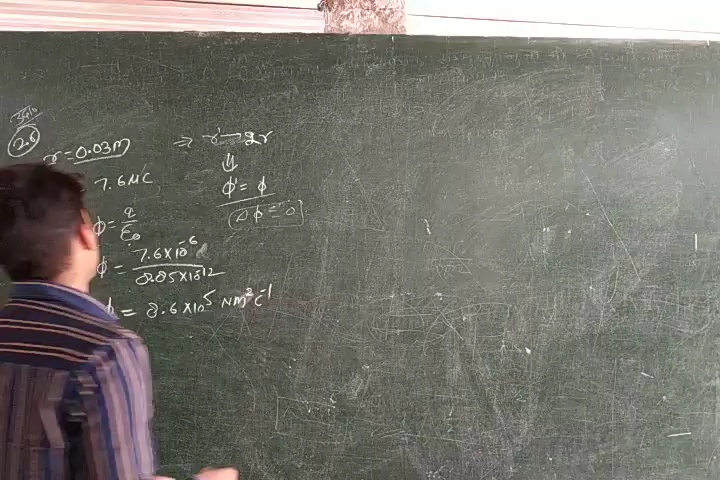 2.6
r = 0.03m
7.6 μC
ϕ = q/ε₀
ϕ = 7.6×10⁻⁶ / 8.85×10⁻¹²
= 8.6×10⁵ Nm²C⁻¹
⇒ r → 2r
⇓
ϕ' = ϕ
(Δϕ = 0)